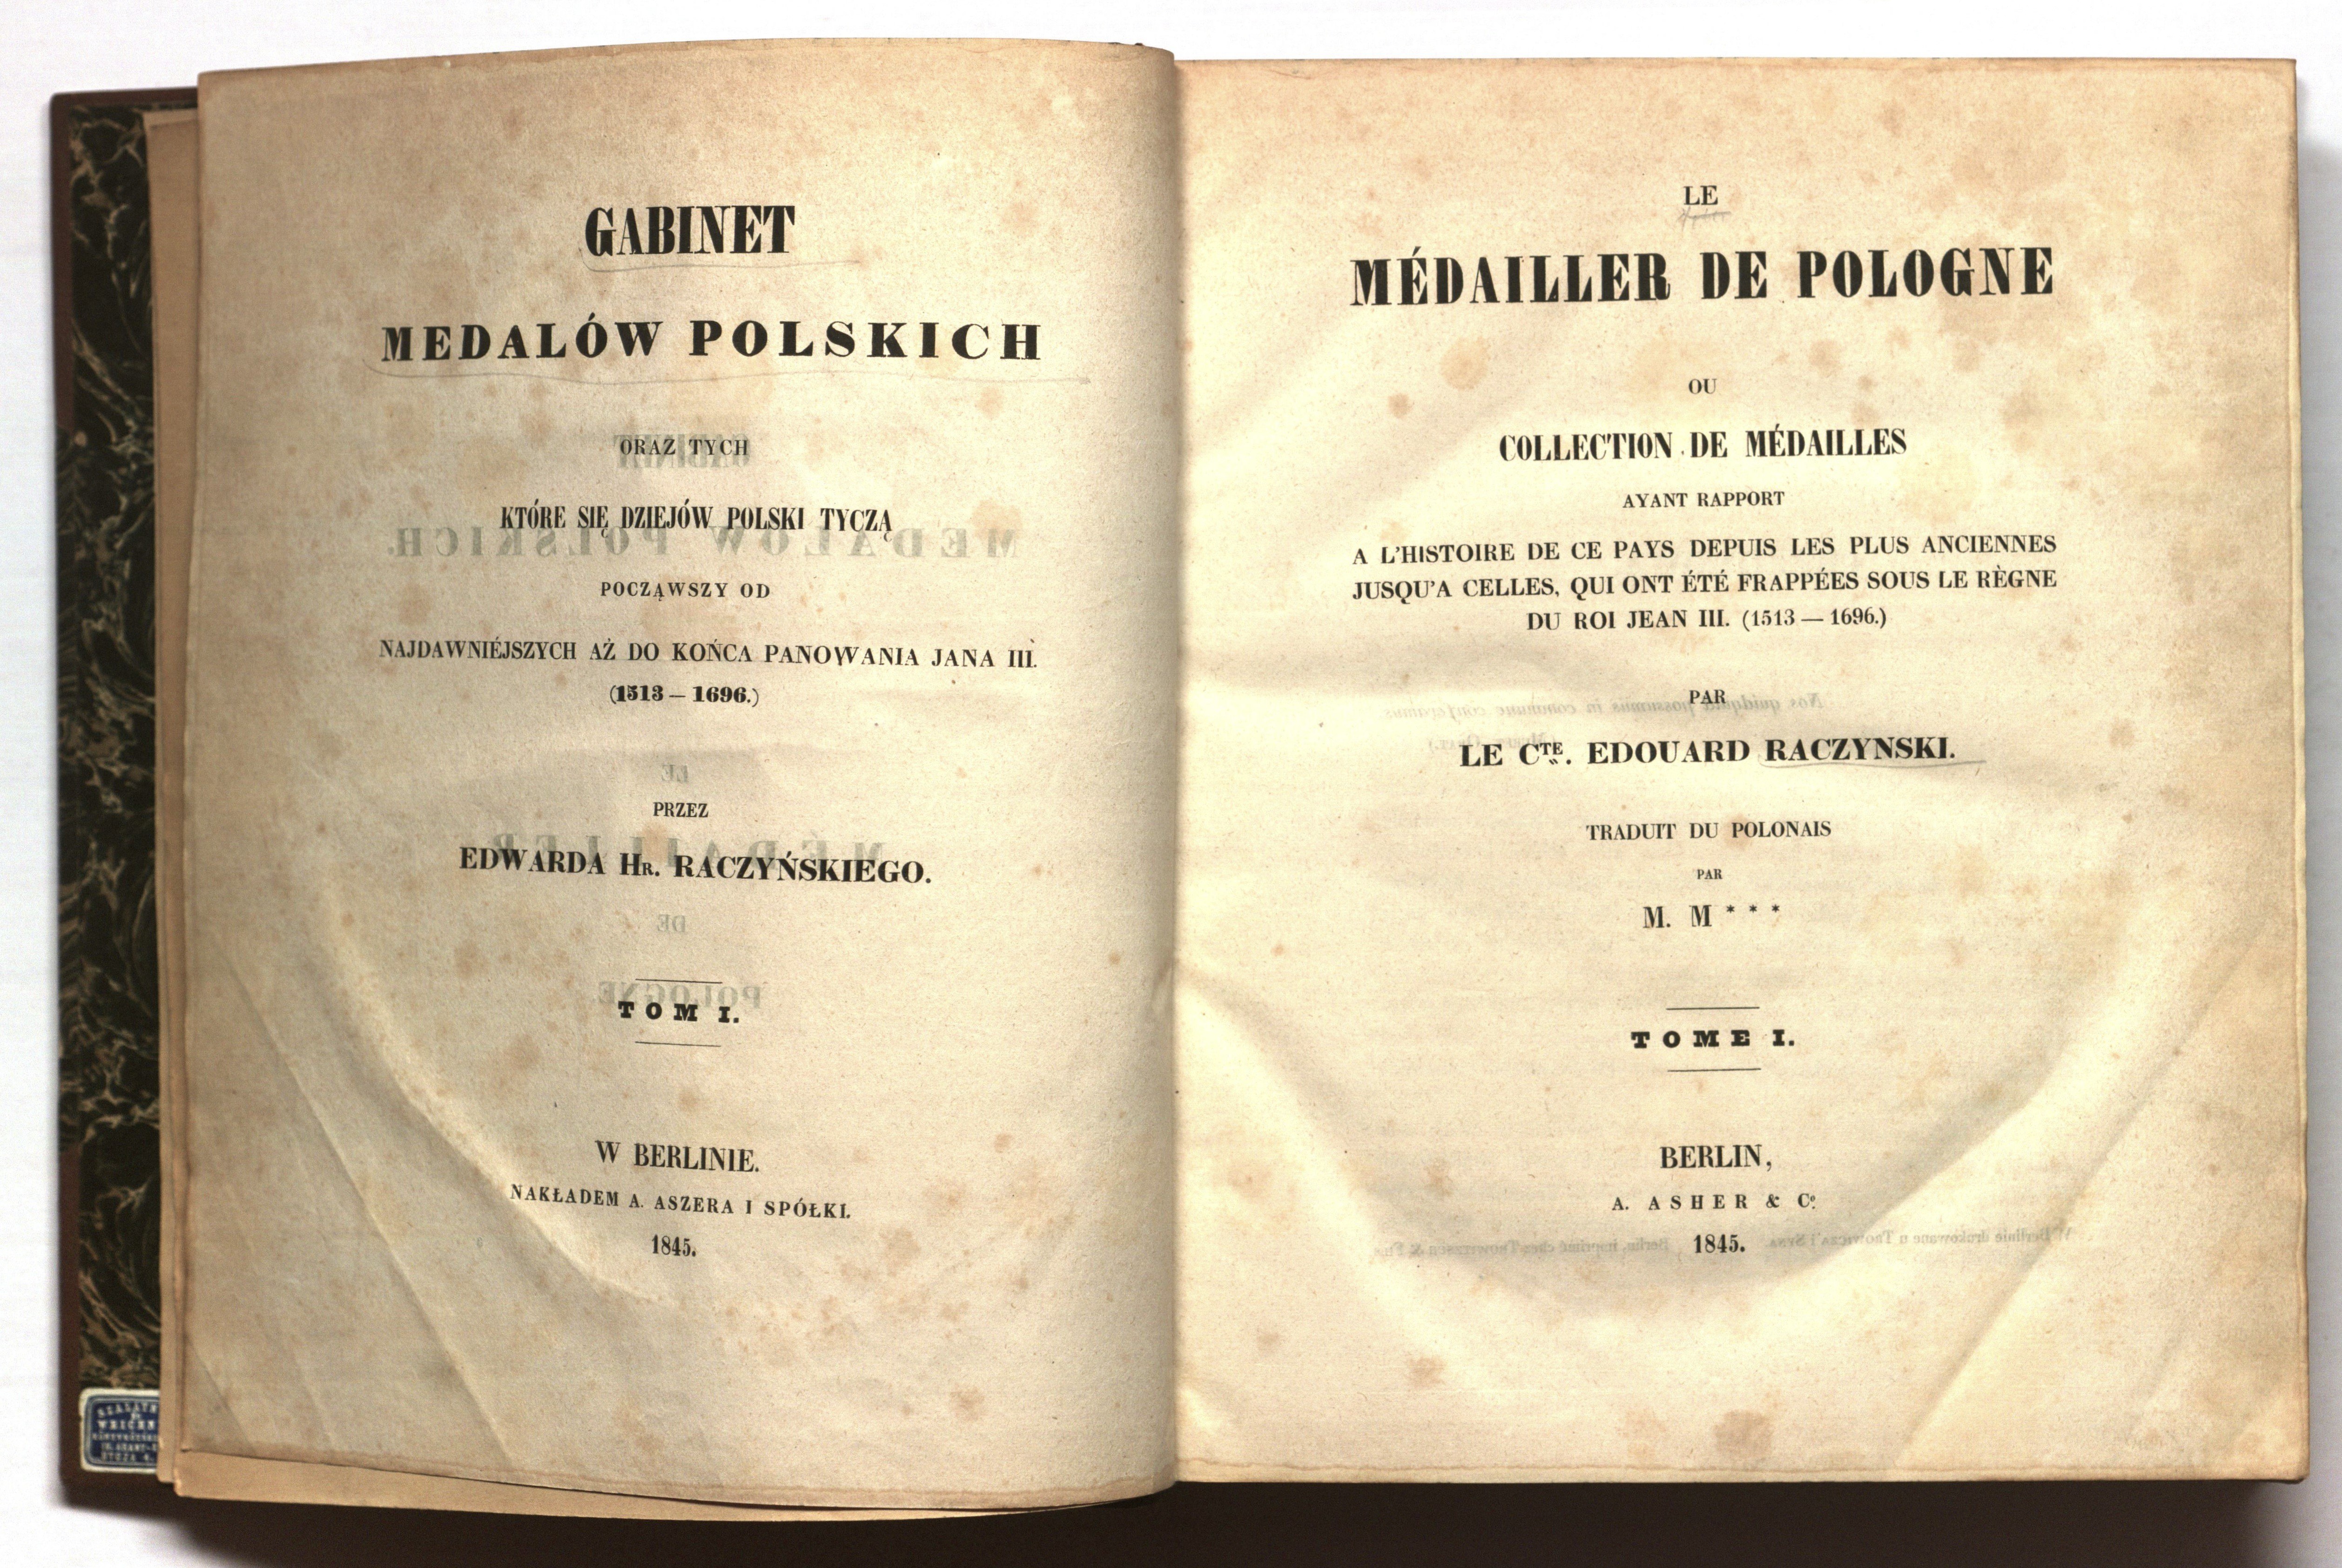 GABINET
MEDALÓW POLSKICH
ORAZ TYCH
KTÓRE SIĘ DZIEJÓW POLSKI TYCZĄ
POCZĄWSZY OD
NAJDAWNIÉJSZYCH AŻ DO KOŃCA PANOWANIA JANA III.
(1513 — 1696.)
PRZEZ
EDWARDA HR. RACZYŃSKIEGO.
TOM I.
W BERLINIE.
NAKŁADEM A. ASZERA I SPÓŁKI.
1845.
LE
MÉDAILLER DE POLOGNE
OU
COLLECTION DE MÉDAILLES
AYANT RAPPORT
A L'HISTOIRE DE CE PAYS DEPUIS LES PLUS ANCIENNES
JUSQU'A CELLES, QUI ONT ÉTÉ FRAPPÉES SOUS LE RÈGNE
DU ROI JEAN III. (1513 — 1696.)
PAR
LE CTE. EDOUARD RACZYNSKI.
TRADUIT DU POLONAIS
PAR
M. M * * *
TOME I.
BERLIN,
A. ASHER & Co.
1845.